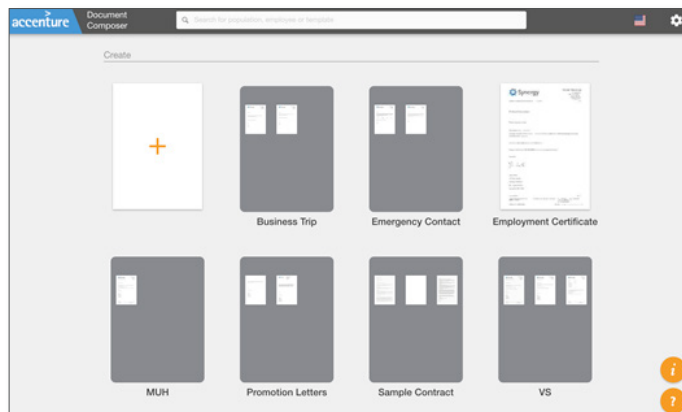 accenture
Document
Composer
Search for population, employee or template
Create
+
Synergy
Business Trip
Emergency Contact
Employment Certificate
MUH
Promotion Letters
Sample Contract
VS
i
?